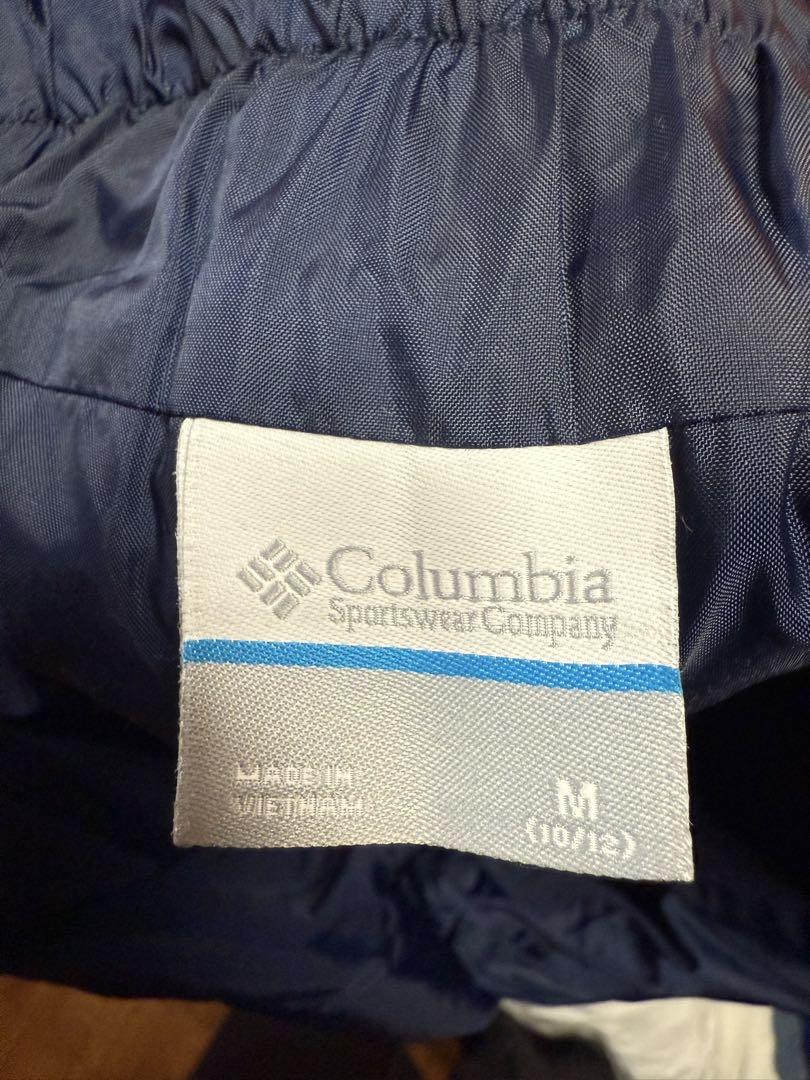 Columbia
Sportswear Company
MADE IN
VIETNAM
M
(10/12)